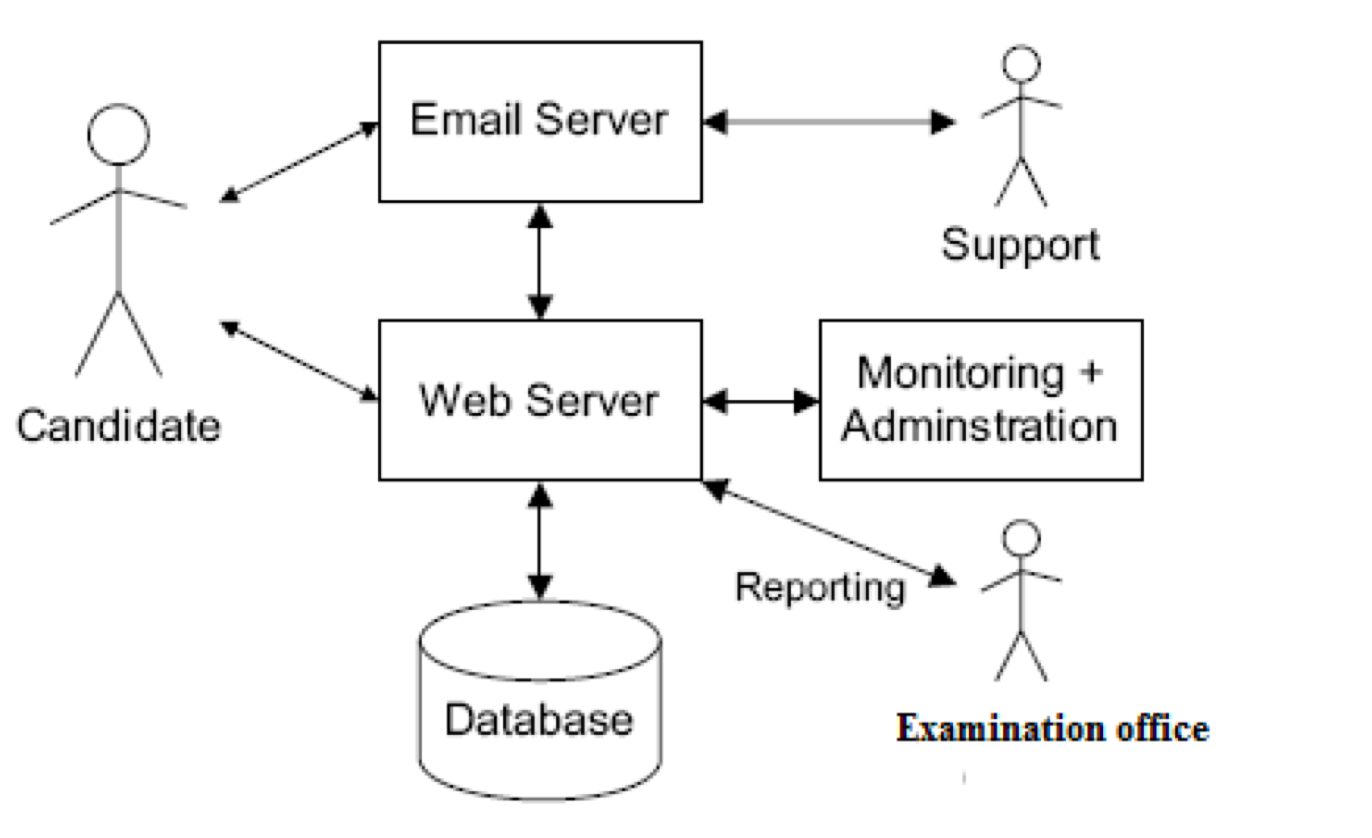 Email Server
Support
Candidate
Web Server
Monitoring +
Adminstration
Reporting
Database
Examination office